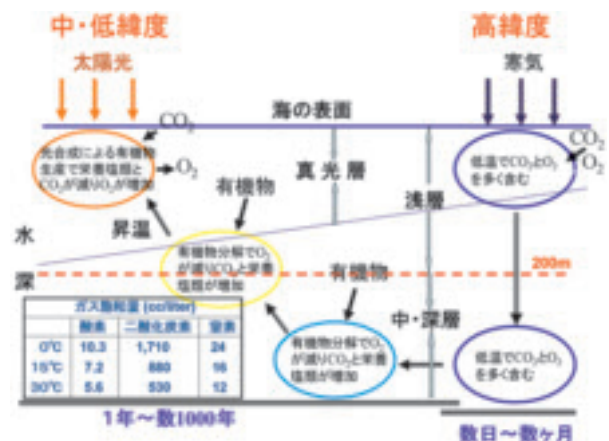 中・低緯度
高緯度
太陽光
寒気
海の表面
CO₂
CO₂
光合成による有機物
生産で栄養塩類と
CO₂が減りO₂が増加
O₂
O₂
低温でCO₂とO₂
を多く含む
真光層
浅層
有機物
昇温
水
深
有機物分解でO₂
が減りCO₂と栄養
塩類が増加
有機物
200m
中・深層
ガス飽和量 (cc/liter)
酸素 二酸化炭素 窒素
0℃ 10.3 1,710 24
15℃ 7.2 880 16
30℃ 5.6 530 12
有機物分解でO₂
が減りCO₂と栄養
塩類が増加
低温でCO₂とO₂
を多く含む
1年～数1000年
数日～数ヶ月